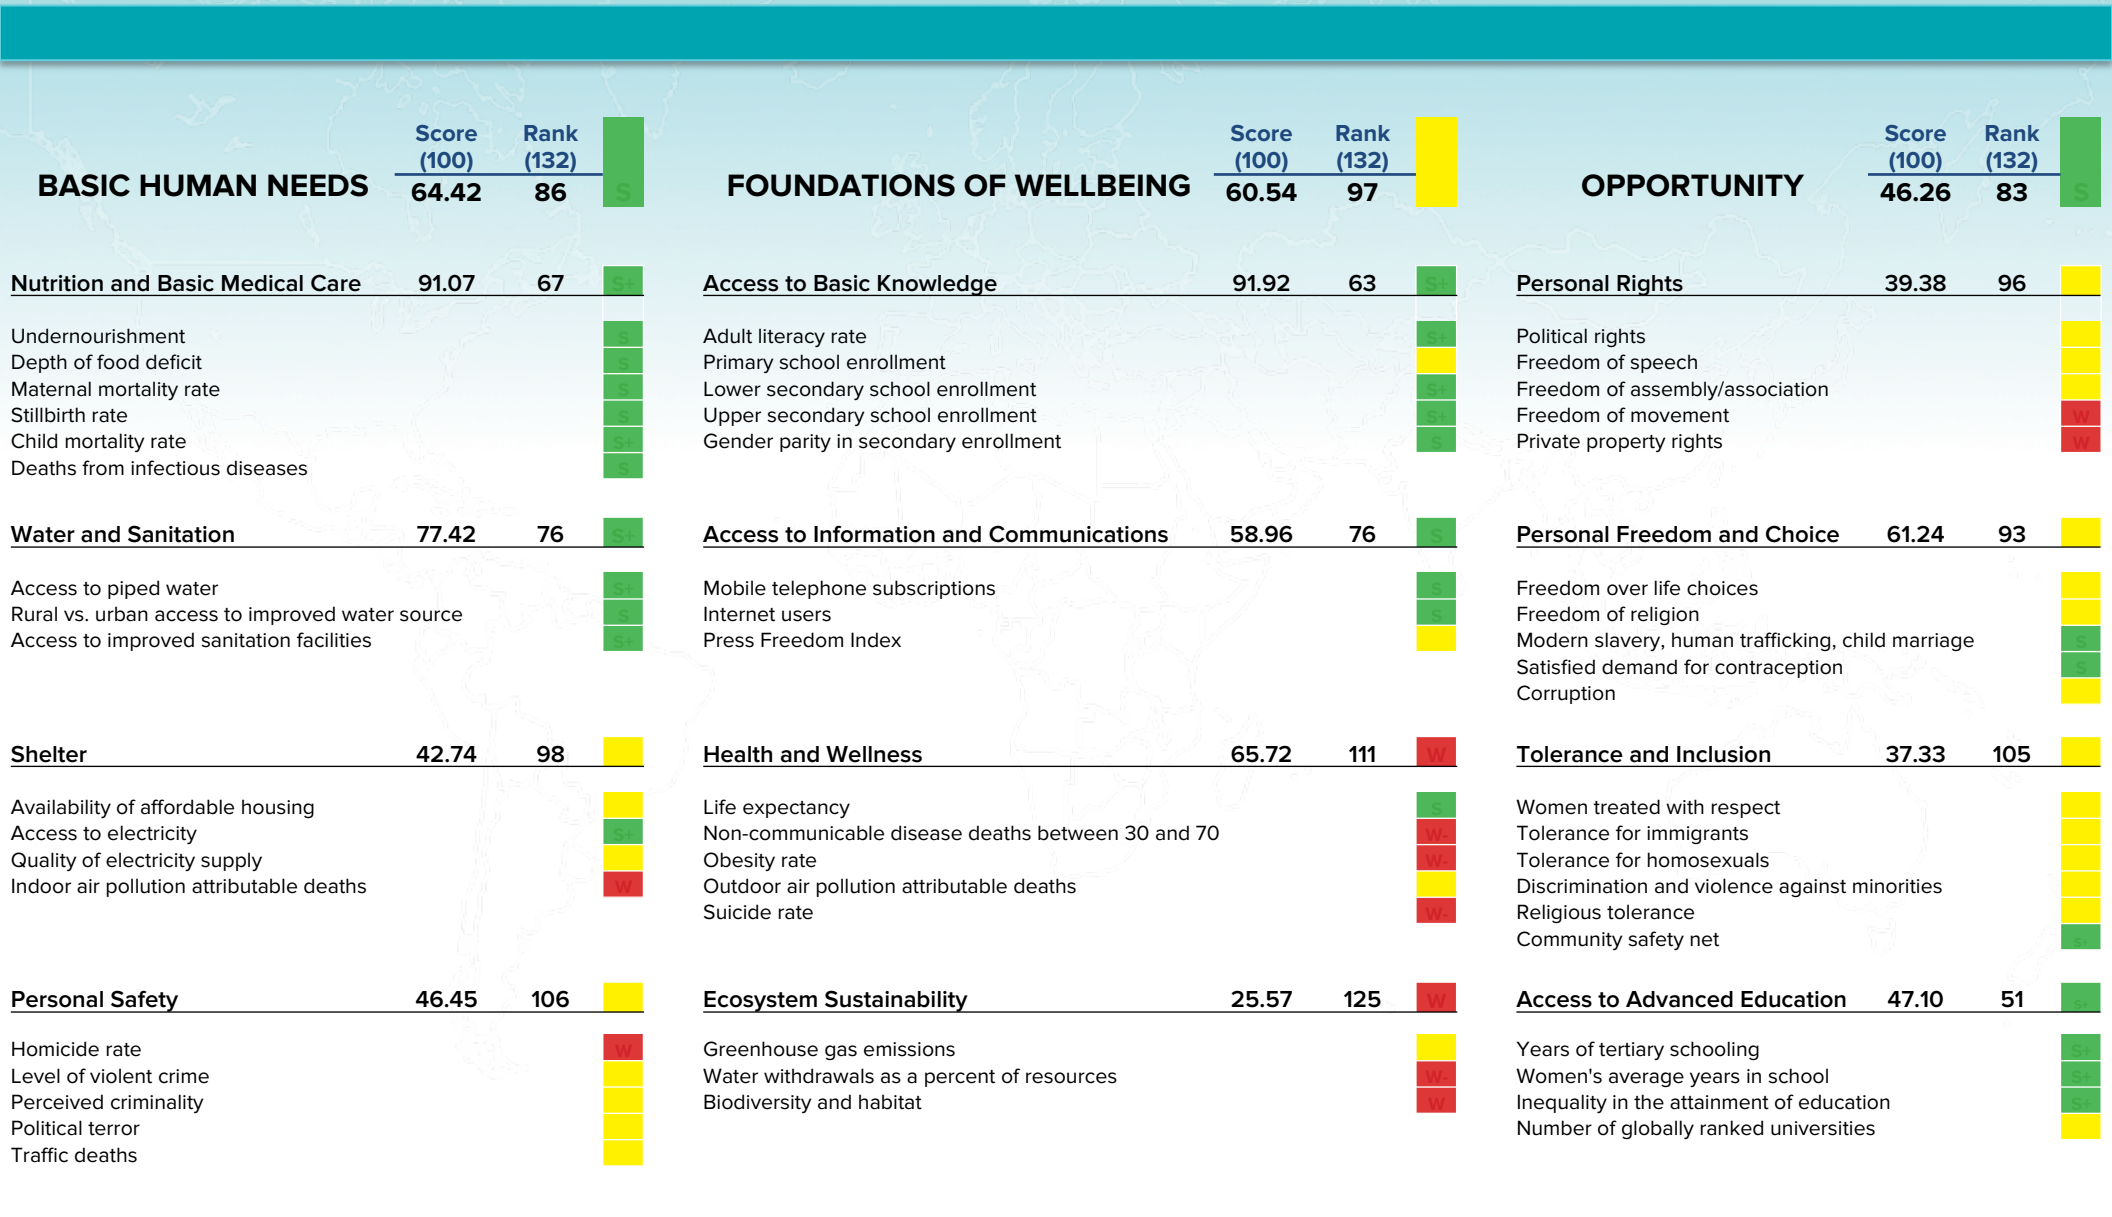 BASIC HUMAN NEEDS
Score (100) Rank (132)
64.42 86 S
Nutrition and Basic Medical Care 91.07 67 S+
Undernourishment S
Depth of food deficit S
Maternal mortality rate S
Stillbirth rate S
Child mortality rate S+
Deaths from infectious diseases S
Water and Sanitation 77.42 76 S+
Access to piped water S+
Rural vs. urban access to improved water source S
Access to improved sanitation facilities S+
Shelter 42.74 98
Availability of affordable housing
Access to electricity S+
Quality of electricity supply
Indoor air pollution attributable deaths W
Personal Safety 46.45 106
Homicide rate W
Level of violent crime
Perceived criminality
Political terror
Traffic deaths
FOUNDATIONS OF WELLBEING
Score (100) Rank (132)
60.54 97
Access to Basic Knowledge 91.92 63 S+
Adult literacy rate S+
Primary school enrollment
Lower secondary school enrollment S+
Upper secondary school enrollment S+
Gender parity in secondary enrollment S
Access to Information and Communications 58.96 76 S
Mobile telephone subscriptions S
Internet users S
Press Freedom Index
Health and Wellness 65.72 111 W
Life expectancy S
Non-communicable disease deaths between 30 and 70 W-
Obesity rate W-
Outdoor air pollution attributable deaths
Suicide rate W-
Ecosystem Sustainability 25.57 125 W
Greenhouse gas emissions
Water withdrawals as a percent of resources W-
Biodiversity and habitat W
OPPORTUNITY
Score (100) Rank (132)
46.26 83 S
Personal Rights 39.38 96
Political rights
Freedom of speech
Freedom of assembly/association
Freedom of movement W
Private property rights W
Personal Freedom and Choice 61.24 93
Freedom over life choices
Freedom of religion
Modern slavery, human trafficking, child marriage S
Satisfied demand for contraception S
Corruption
Tolerance and Inclusion 37.33 105
Women treated with respect
Tolerance for immigrants
Tolerance for homosexuals
Discrimination and violence against minorities
Religious tolerance
Community safety net S+
Access to Advanced Education 47.10 51 S+
Years of tertiary schooling S+
Women's average years in school S+
Inequality in the attainment of education S+
Number of globally ranked universities